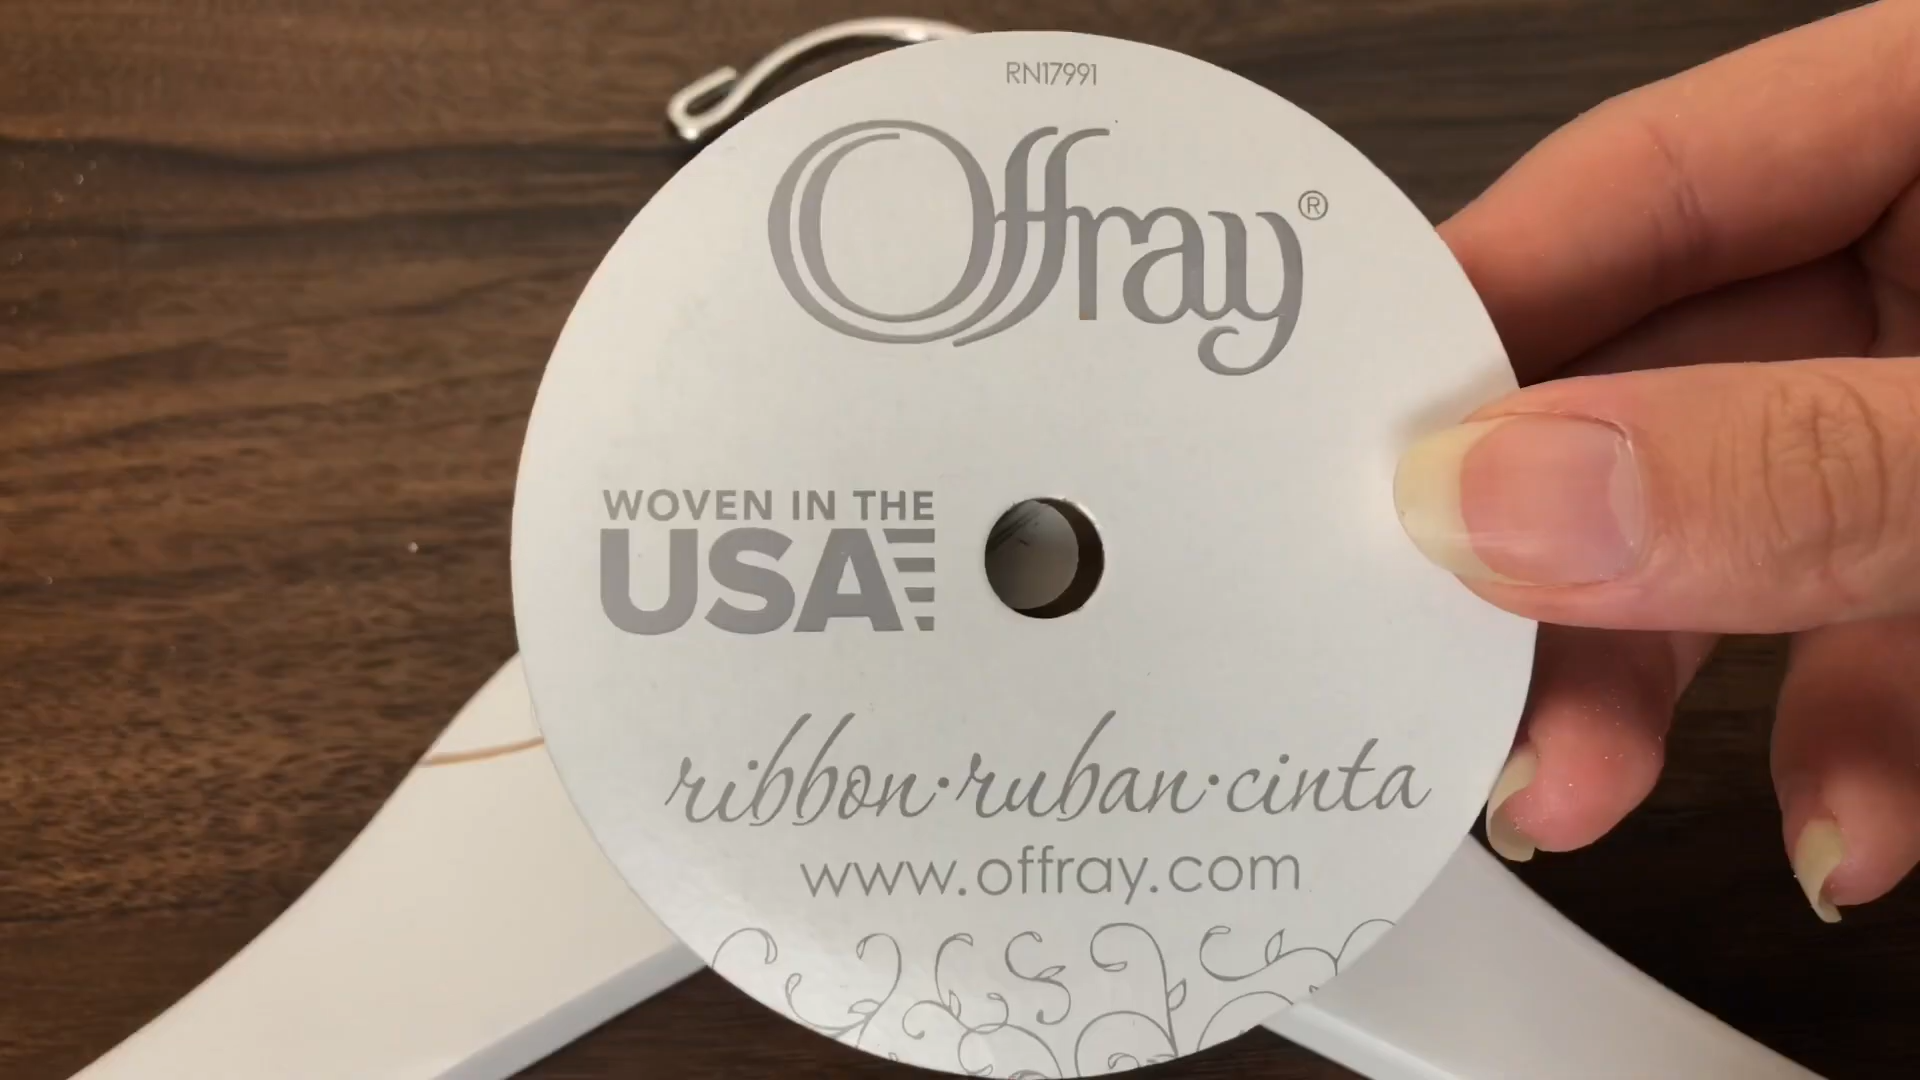 RN17991
Offray®
WOVEN IN THE
USA
ribbon·ruban·cinta
www.offray.com